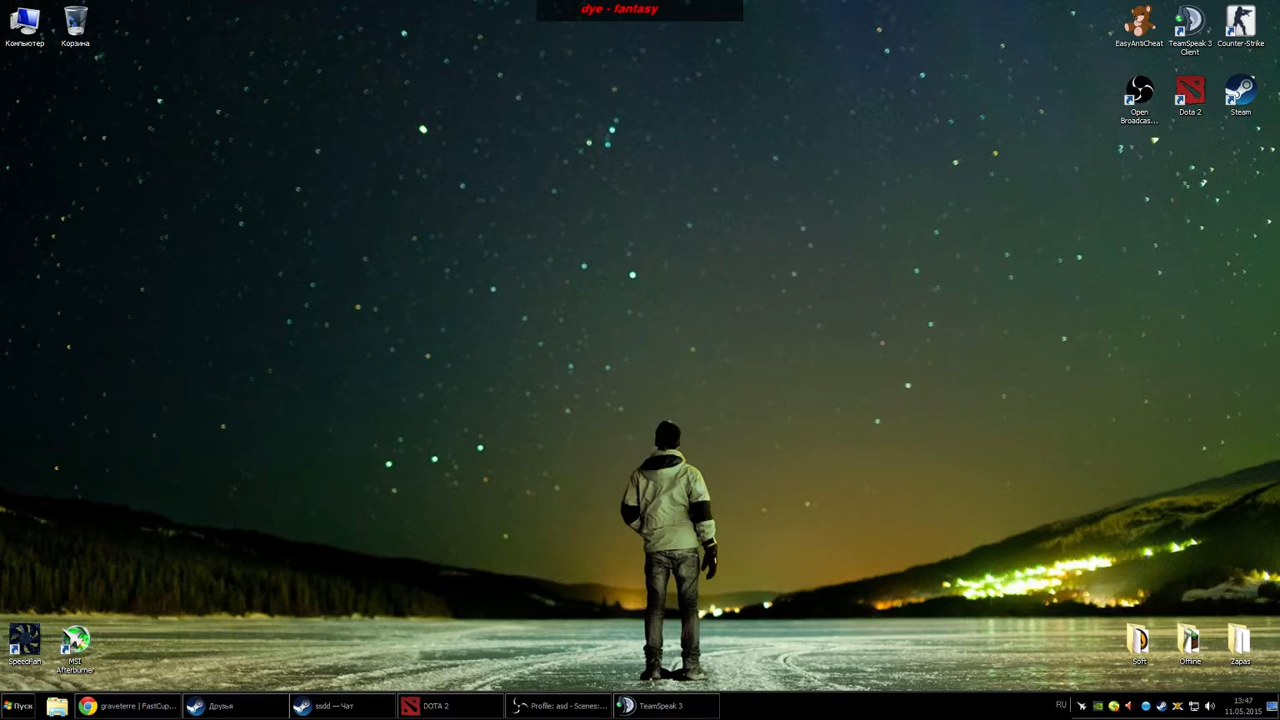 dye - fantasy
Компьютер
Корзина
EasyAntiCheat
TeamSpeak 3
Client
Counter-Strike
Open
Broadcas...
Dota 2
Steam
SpeedFan
MSI
Afterburner
Soft
Offline
Zapas
Пуск
graveterre | FastCup...
Друзья
ssdd — Чат
DOTA 2
Profile: asd - Scenes:...
TeamSpeak 3
RU
13:47
11.05.2015